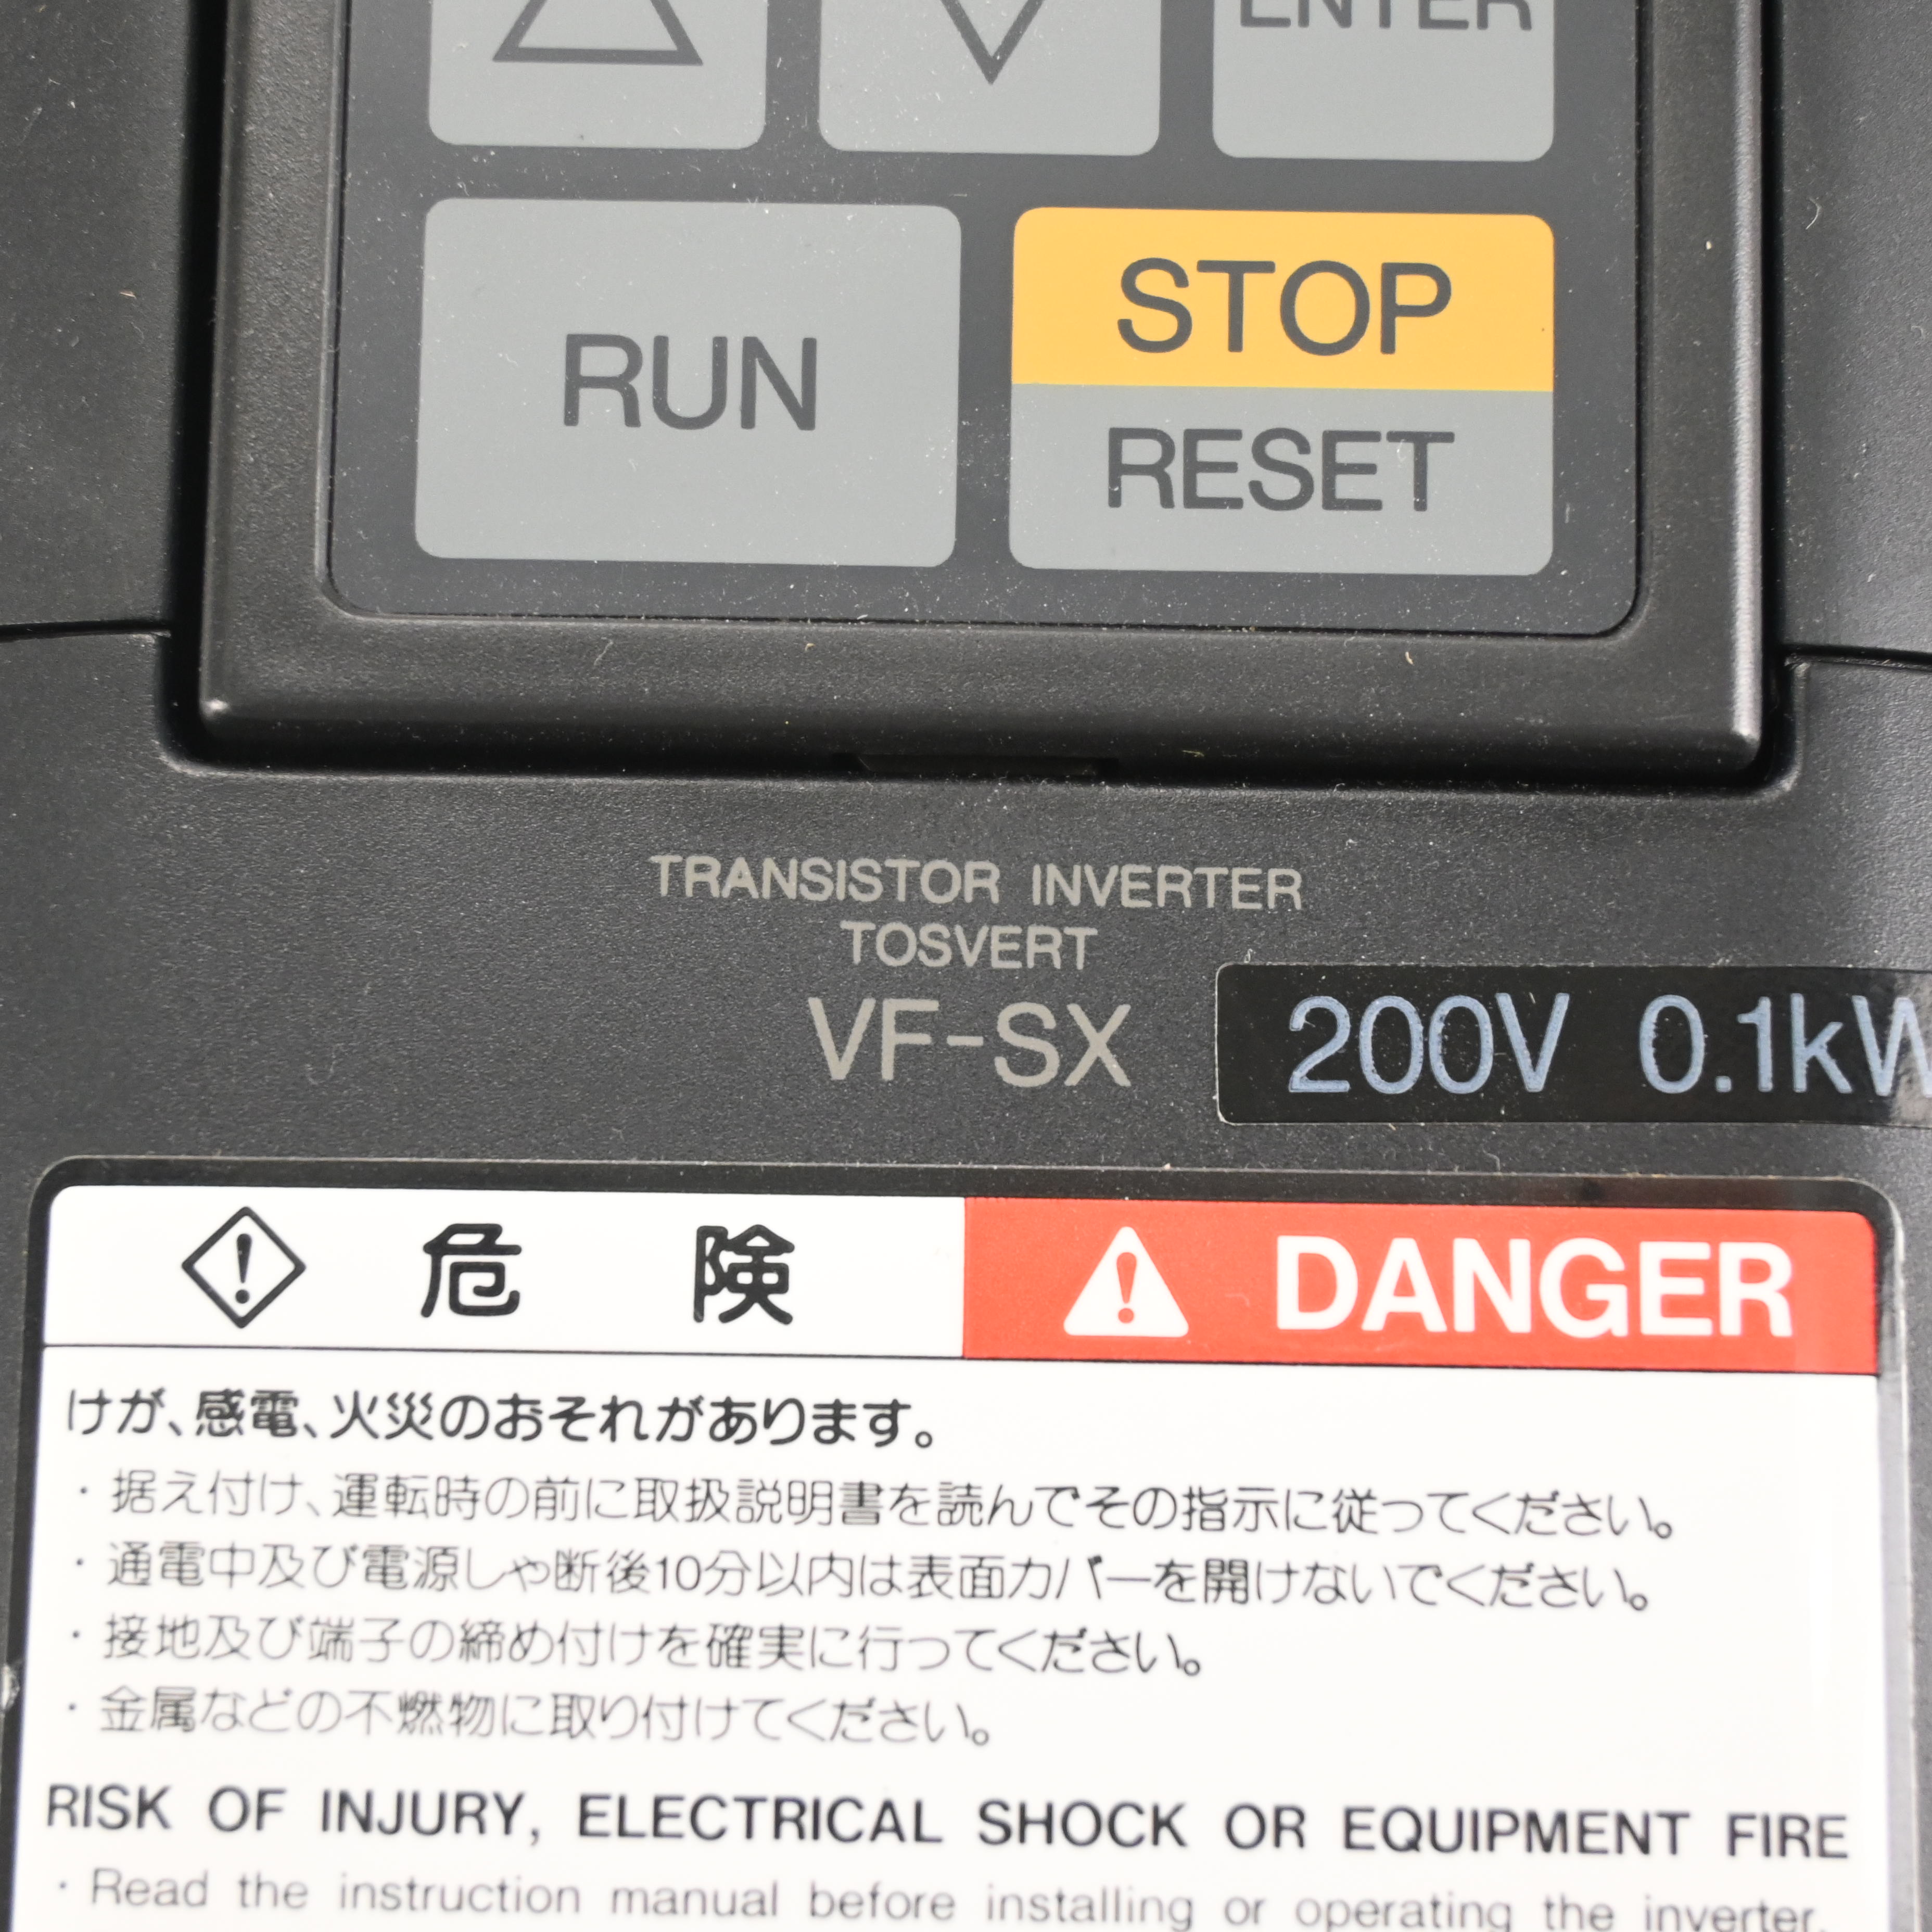 ENTER
RUN
STOP
RESET
TRANSISTOR INVERTER
TOSVERT
VF-SX
200V 0.1kW
危険
DANGER
けが、感電、火災のおそれがあります。
・据え付け、運転時の前に取扱説明書を読んでその指示に従ってください。
・通電中及び電源しゃ断後10分以内は表面カバーを開けないでください。
・接地及び端子の締め付けを確実に行ってください。
・金属などの不燃物に取り付けてください。
RISK OF INJURY, ELECTRICAL SHOCK OR EQUIPMENT FIRE
・Read the instruction manual before installing or operating the inverter.